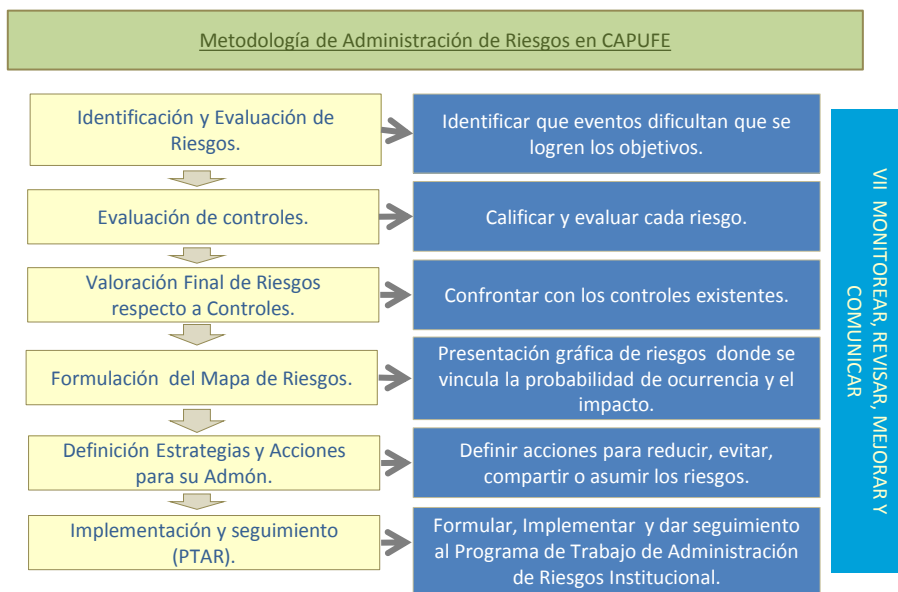 Metodología de Administración de Riesgos en CAPUFE
Identificación y Evaluación de
Riesgos.
Identificar que eventos dificultan que se
logren los objetivos.
Evaluación de controles.
Calificar y evaluar cada riesgo.
Valoración Final de Riesgos
respecto a Controles.
Confrontar con los controles existentes.
Formulación del Mapa de Riesgos.
Presentación gráfica de riesgos donde se
vincula la probabilidad de ocurrencia y el
impacto.
Definición Estrategias y Acciones
para su Admón.
Definir acciones para reducir, evitar,
compartir o asumir los riesgos.
Implementación y seguimiento
(PTAR).
Formular, Implementar y dar seguimiento
al Programa de Trabajo de Administración
de Riesgos Institucional.
VII MONITOREAR, REVISAR, MEJORAR Y
COMUNICAR